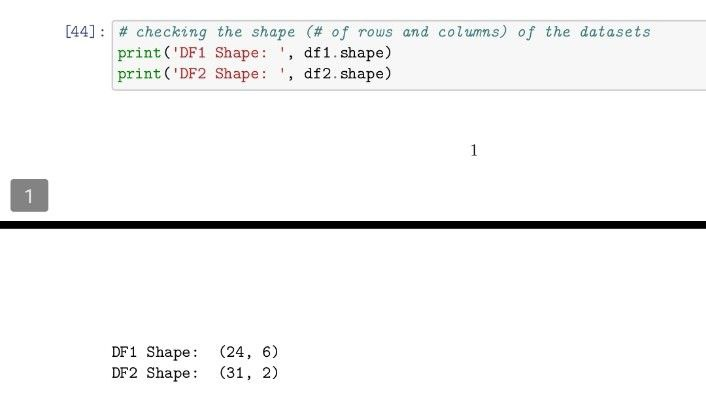 [44]: # checking the shape (# of rows and columns) of the datasets
print('DF1 Shape: ', df1.shape)
print('DF2 Shape: ', df2.shape)
1
1
DF1 Shape:  (24, 6)
DF2 Shape:  (31, 2)